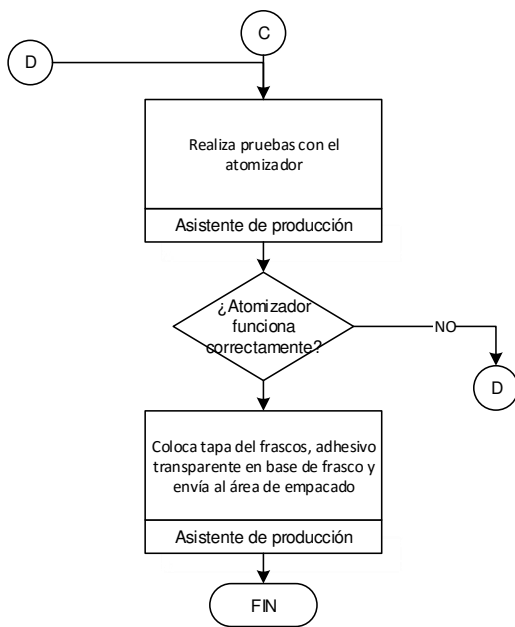 C
D
Realiza pruebas con el
atomizador
Asistente de producción
¿Atomizador
funciona
correctamente?
NO
D
Coloca tapa del frascos, adhesivo
transparente en base de frasco y
envía al área de empacado
Asistente de producción
FIN